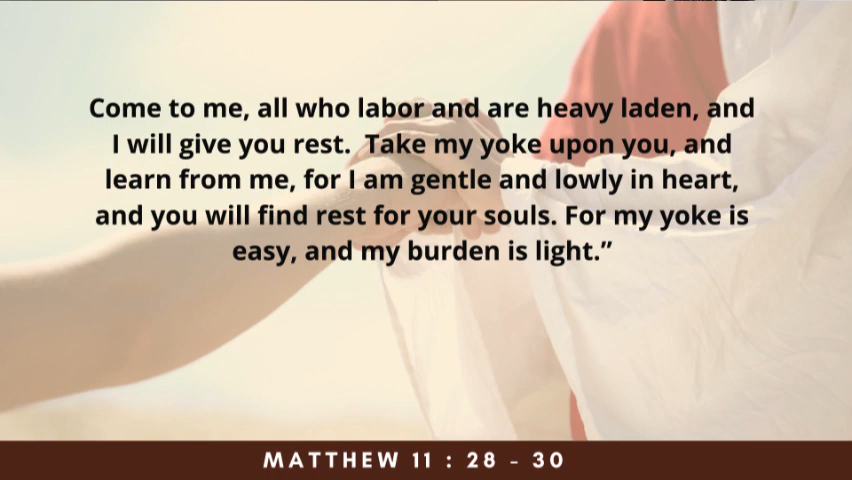 Come to me, all who labor and are heavy laden, and
I will give you rest.  Take my yoke upon you, and
learn from me, for I am gentle and lowly in heart,
and you will find rest for your souls. For my yoke is
easy, and my burden is light.”
MATTHEW 11 : 28 - 30